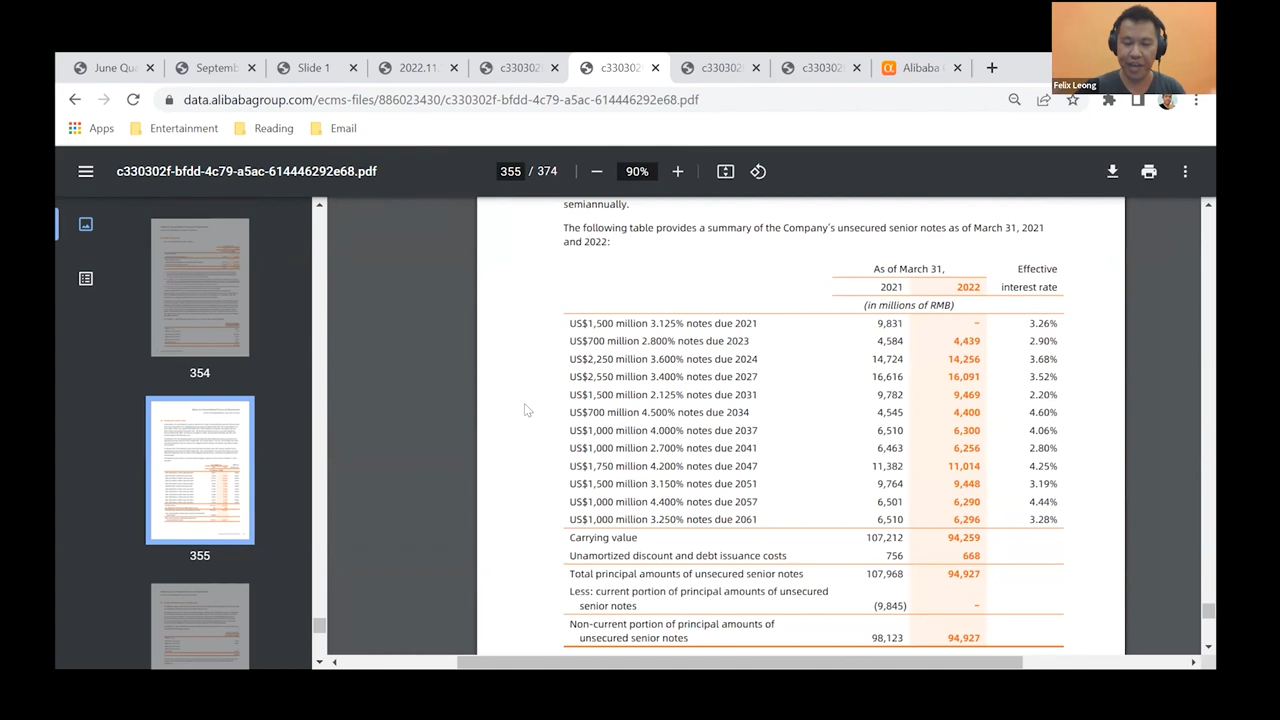 Felix Leong
June Qu
Septemb
Slide 1
2022.11
c330302
c330302
c330302
c330302
Alibaba
data.alibabagroup.com/ecms-files/886023430/c330302f-bfdd-4c79-a5ac-614446292e68.pdf
Apps Entertainment Reading Email
c330302f-bfdd-4c79-a5ac-614446292e68.pdf 355 / 374 90%
354
355
semiannually.
The following table provides a summary of the Company's unsecured senior notes as of March 31, 2021
and 2022:
As of March 31, Effective
2021 2022 interest rate
(in millions of RMB)
US$1,500 million 3.125% notes due 2021 9,831 – 3.26%
US$700 million 2.800% notes due 2023 4,584 4,439 2.90%
US$2,250 million 3.600% notes due 2024 14,724 14,256 3.68%
US$2,550 million 3.400% notes due 2027 16,616 16,091 3.52%
US$1,500 million 2.125% notes due 2031 9,782 9,469 2.20%
US$700 million 4.500% notes due 2034 4,545 4,400 4.60%
US$1,000 million 4.000% notes due 2037 6,510 6,300 4.06%
US$1,000 million 2.700% notes due 2041 6,463 6,256 2.80%
US$1,750 million 4.200% notes due 2047 11,382 11,014 4.25%
US$1,500 million 3.150% notes due 2051 9,764 9,448 3.19%
US$1,000 million 4.400% notes due 2057 6,501 6,290 4.44%
US$1,000 million 3.250% notes due 2061 6,510 6,296 3.28%
Carrying value 107,212 94,259
Unamortized discount and debt issuance costs 756 668
Total principal amounts of unsecured senior notes 107,968 94,927
Less: current portion of principal amounts of unsecured
senior notes (9,845) –
Non-current portion of principal amounts of
unsecured senior notes 98,123 94,927